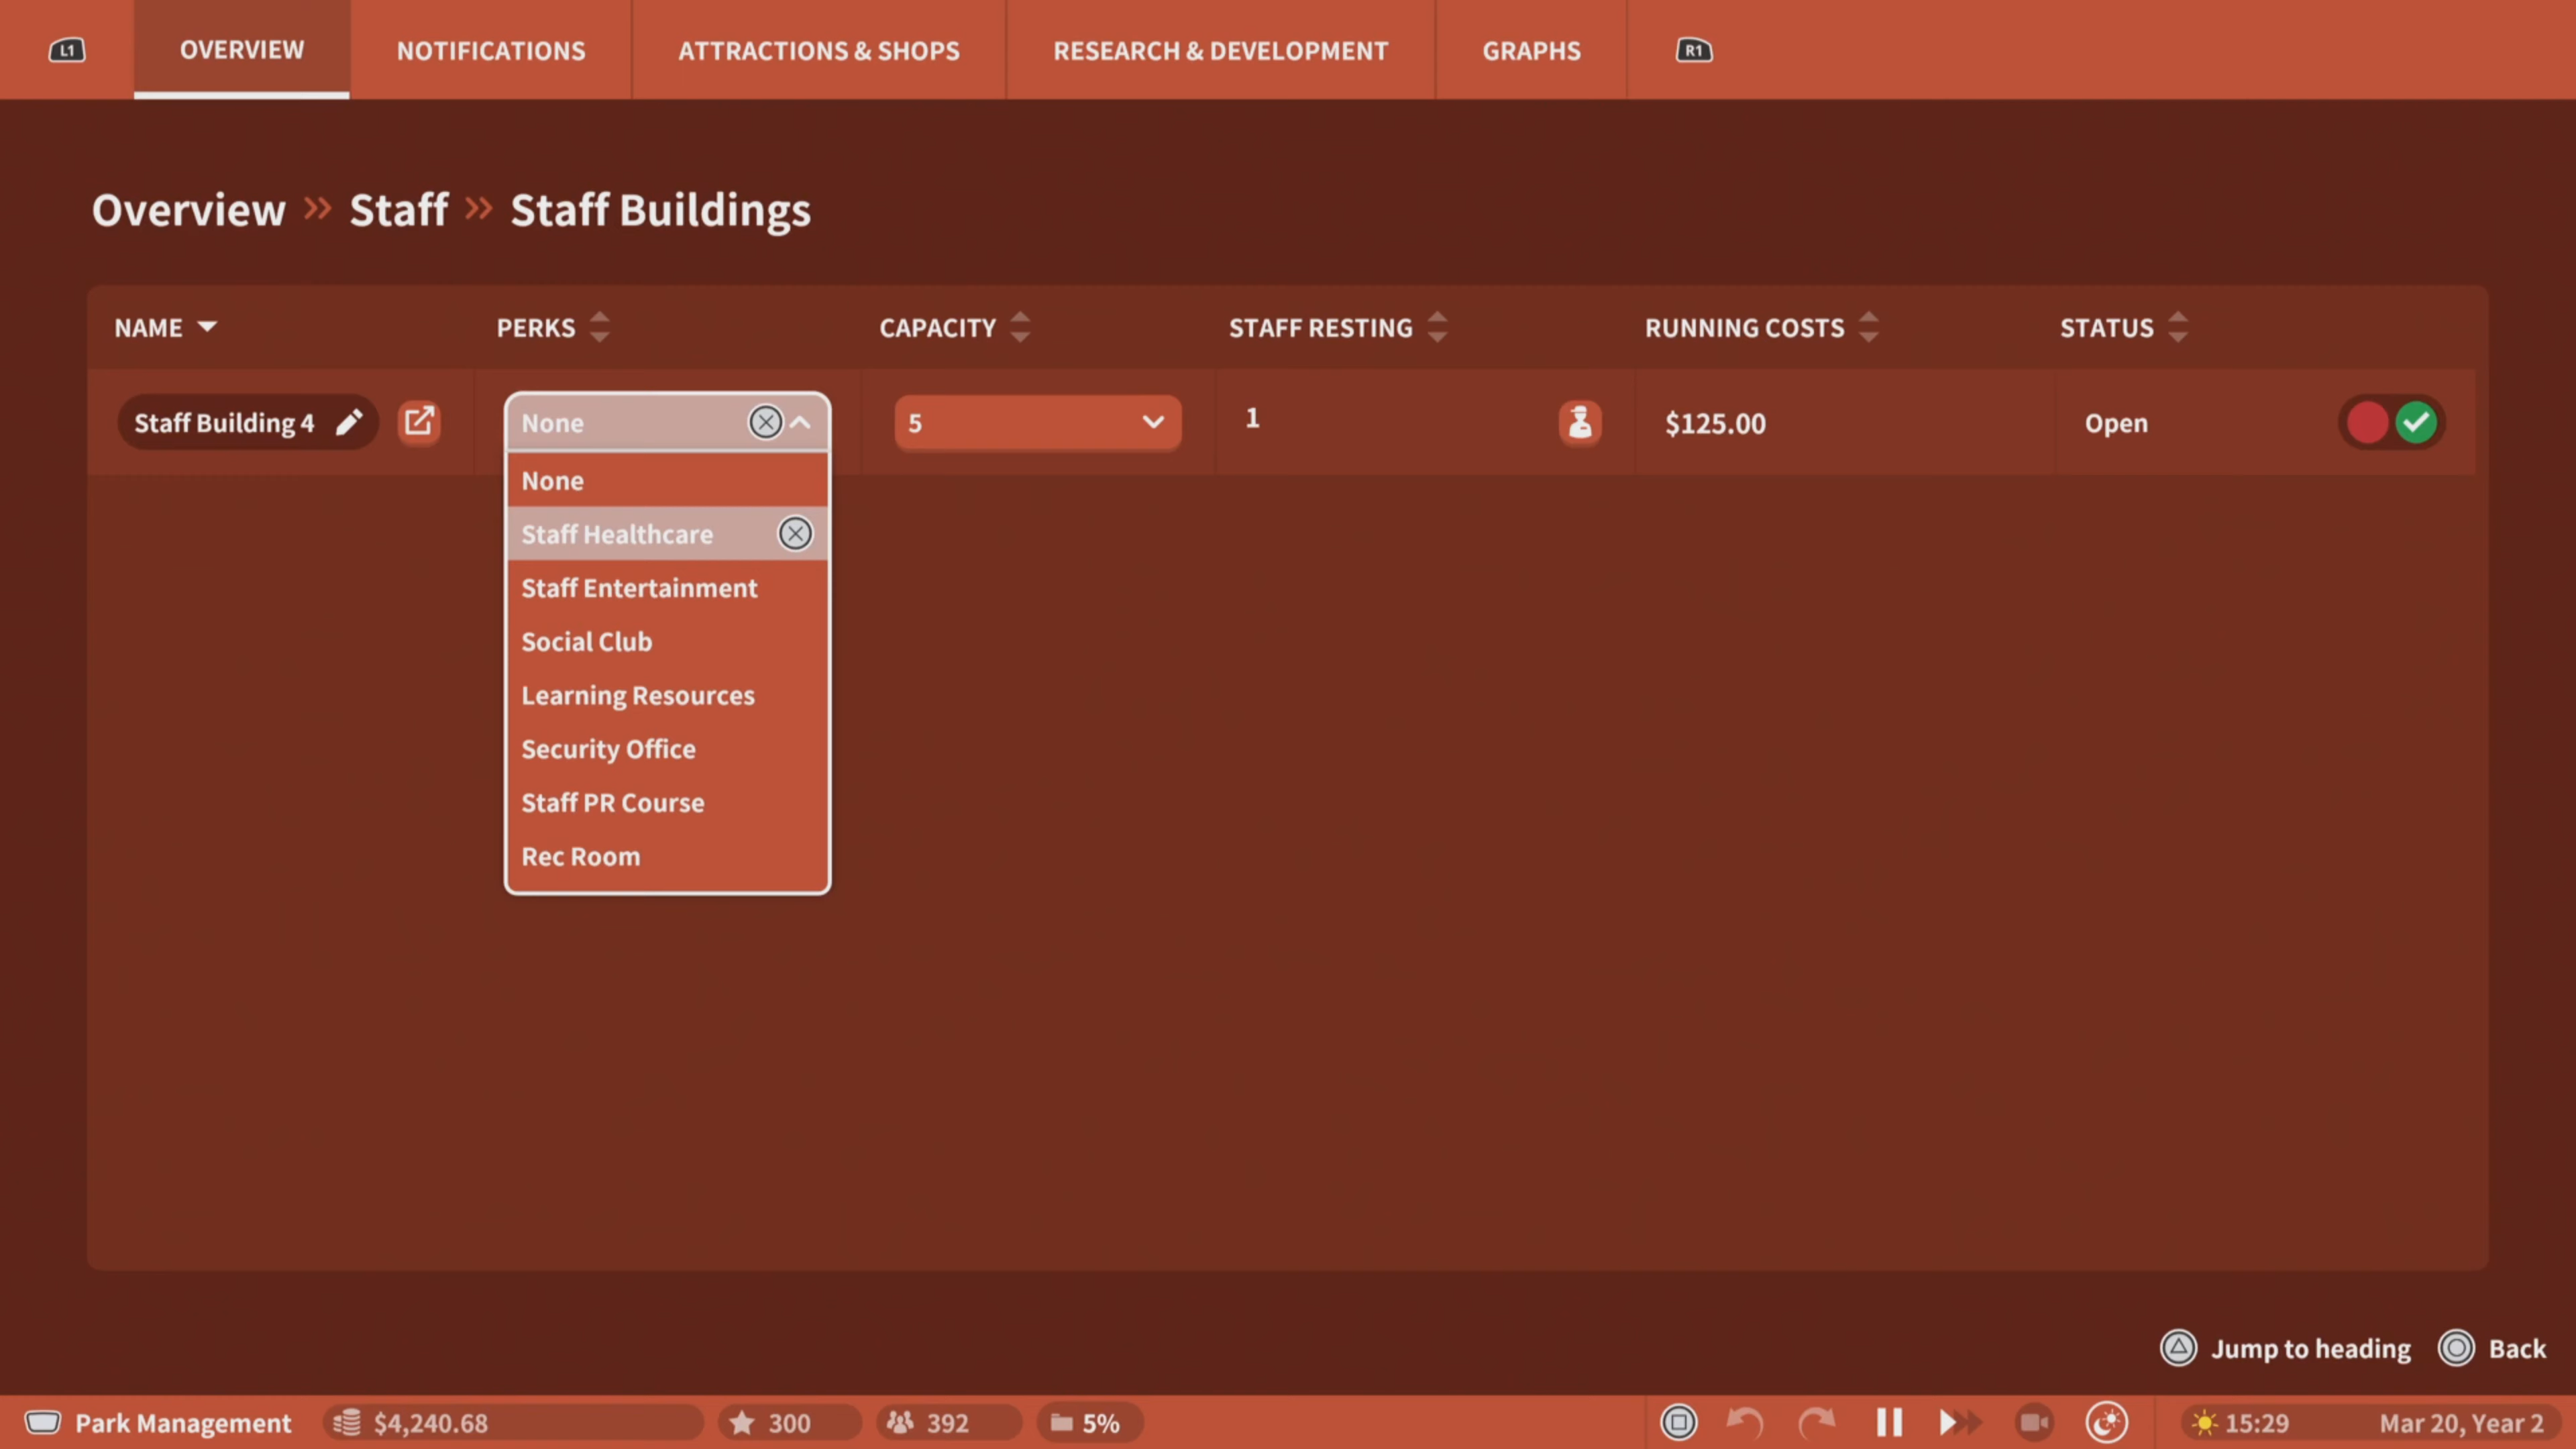 L1 OVERVIEW NOTIFICATIONS ATTRACTIONS & SHOPS RESEARCH & DEVELOPMENT GRAPHS R1
Overview » Staff » Staff Buildings
NAME PERKS CAPACITY STAFF RESTING RUNNING COSTS STATUS
Staff Building 4 None 5 1 $125.00 Open
None
Staff Healthcare
Staff Entertainment
Social Club
Learning Resources
Security Office
Staff PR Course
Rec Room
Jump to heading Back
Park Management $4,240.68 300 392 5% 15:29 Mar 20, Year 2